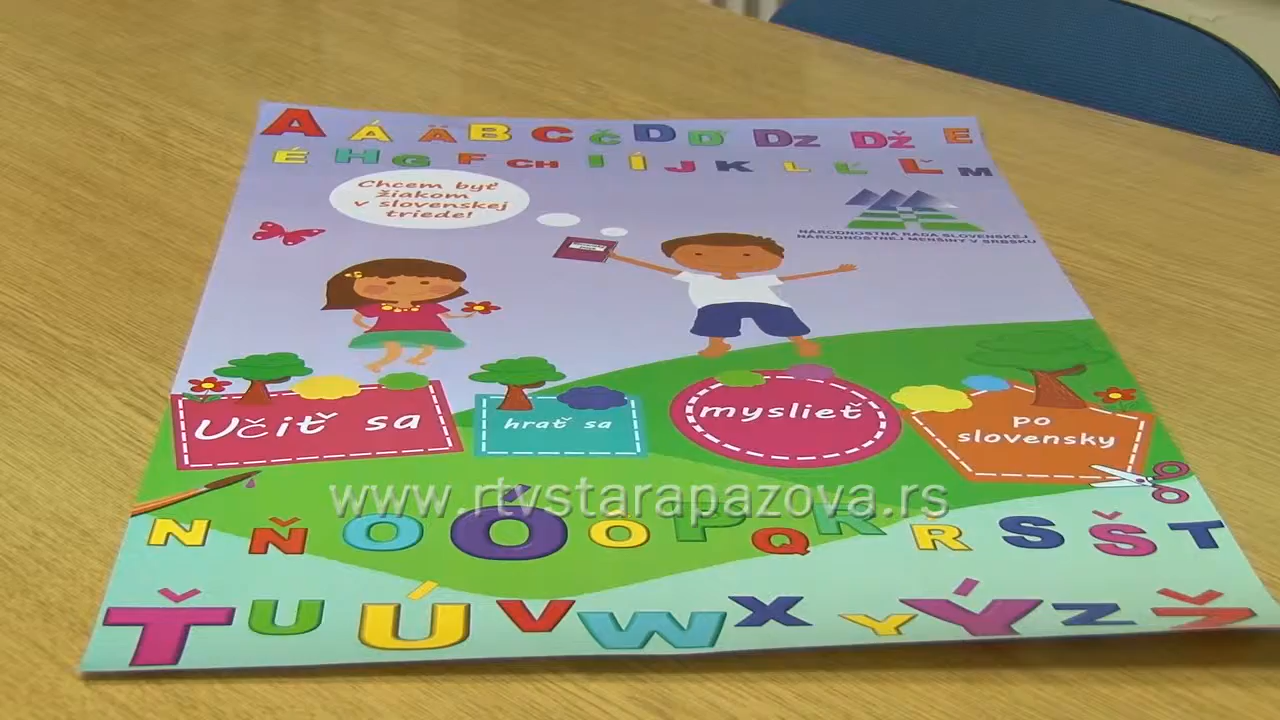 A Á Ä B C Č D Ď Dz Dž E
É H G F CH I Í J K L Ľ Ľ M
Chcem byť
žiakom
v slovenskej
triede!
NÁRODNOSTNÁ RADA SLOVENSKEJ
NÁRODNOSTNEJ MENŠINY V SRBSKU
Učiť sa
hrať sa
myslieť
po
slovensky
www.rtvstarapazova.rs
N Ň O Ó Ô P Q R Ŕ S Š T
Ť U Ú V W X Y Ý Z Ž